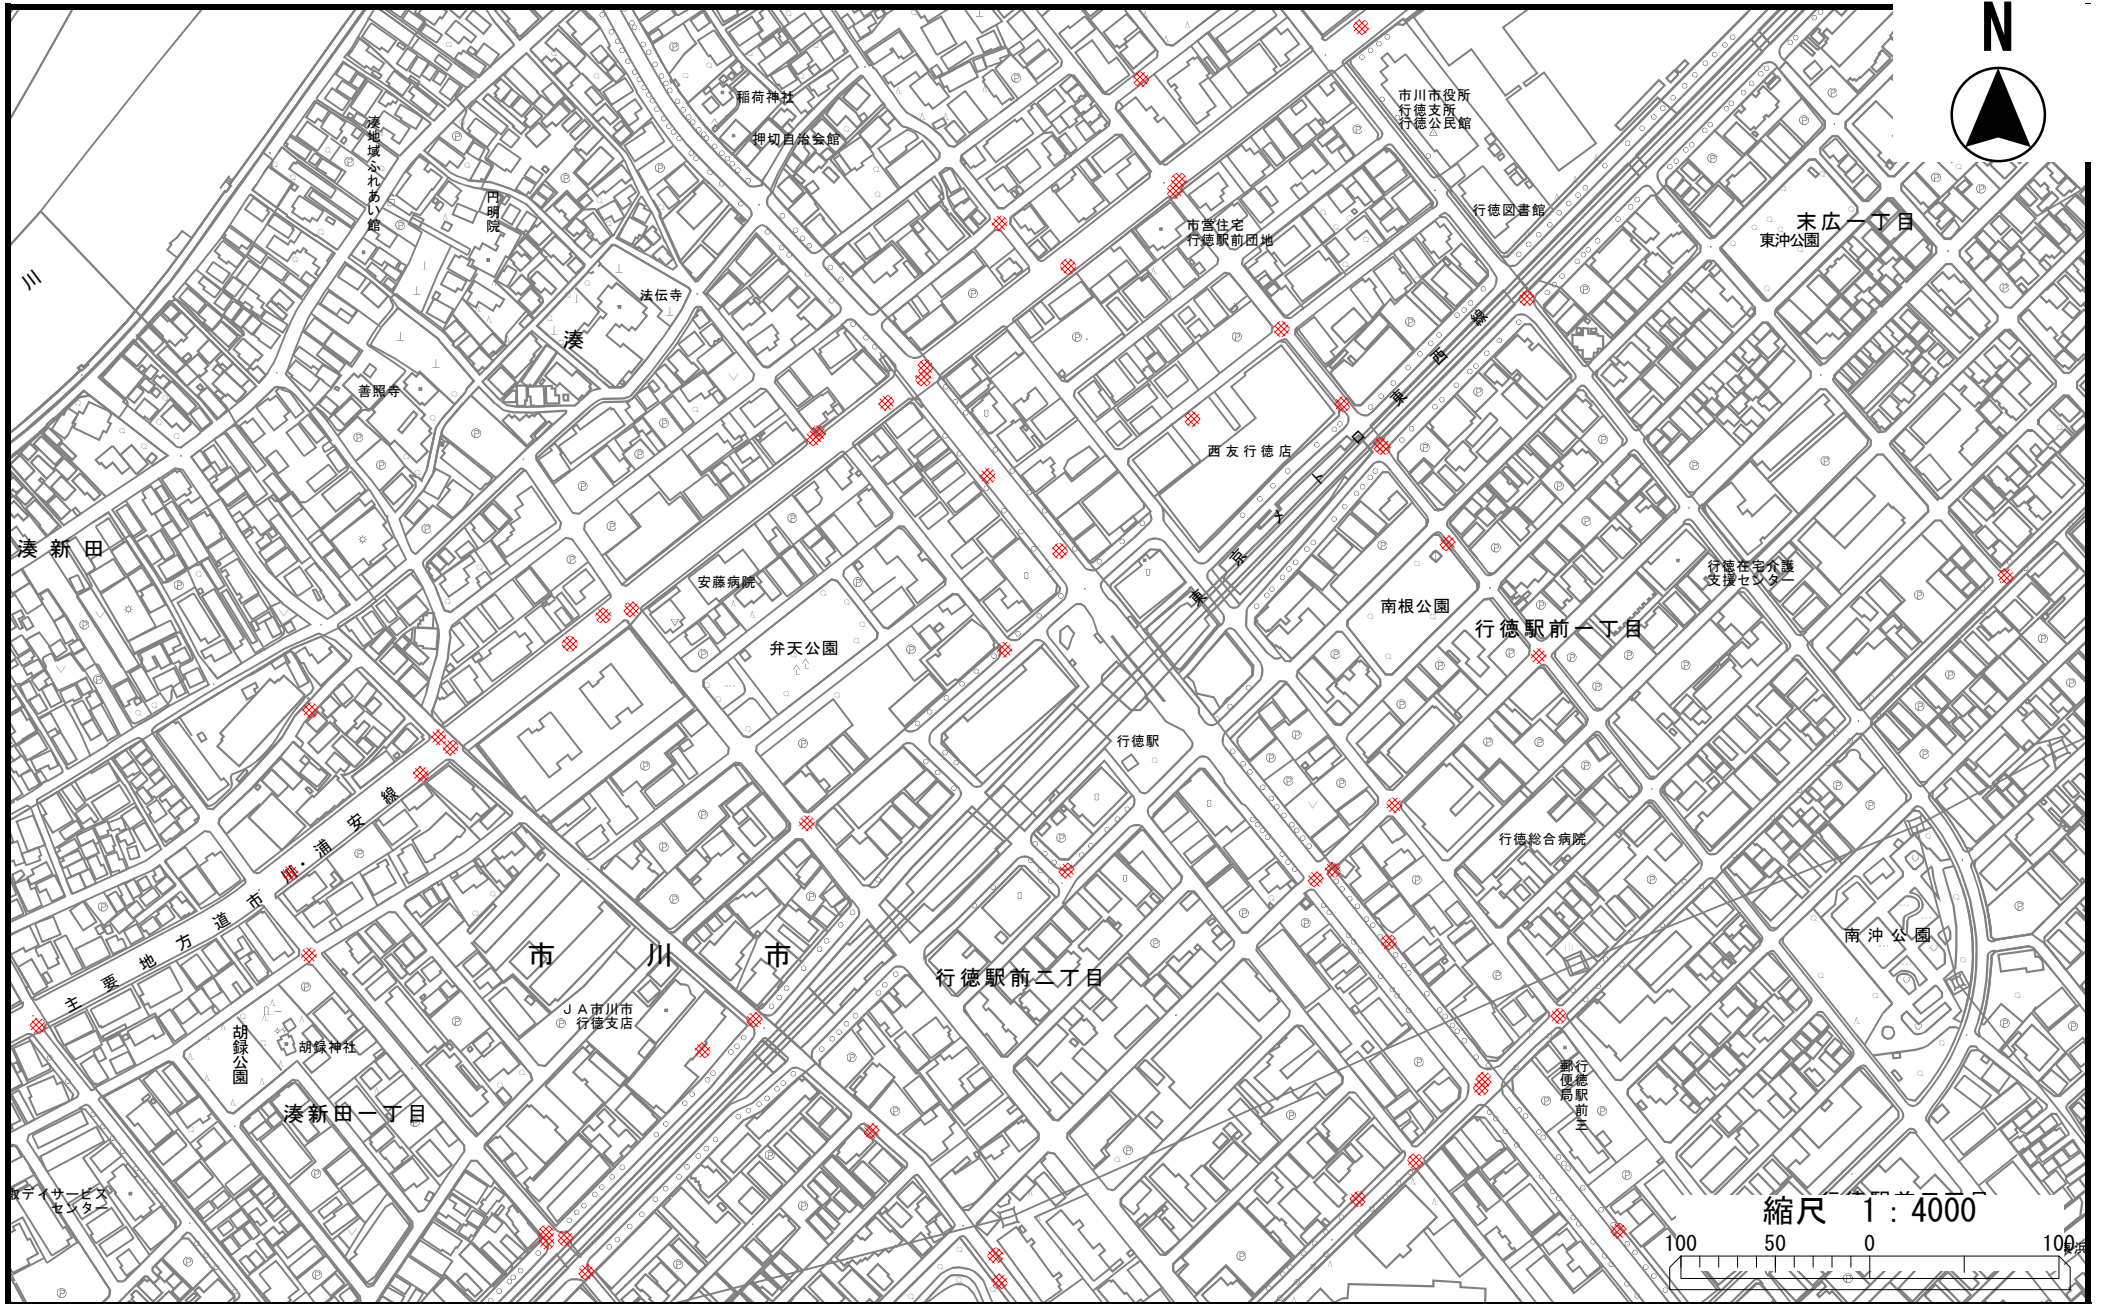 N
稲荷神社
押切自治会館
市川市役所
行徳支所
行徳公民館
湊地域ふれあい館
円明院
行徳図書館
市営住宅
行徳駅前団地
末広一丁目
東沖公園
川
法伝寺
湊
善照寺
西友行徳店
東京メトロ東西線
湊新田
安藤病院
弁天公園
南根公園
行徳駅前一丁目
行徳在宅介護
支援センター
行徳駅
行徳総合病院
主要地方道市川・浦安線
市川市
行徳駅前二丁目
南沖公園
JA市川市
行徳支店
胡録公園
胡録神社
湊新田一丁目
行徳駅前三
郵便局
デイサービス
センター
縮尺 1:4000
100 50 0 100